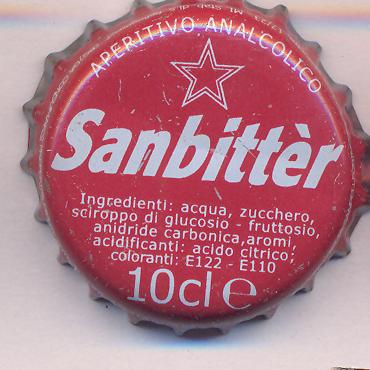 APERITIVO ANALCOLICO
Sanbittèr
Ingredienti: acqua, zucchero,
sciroppo di glucosio - fruttosio,
anidride carbonica, aromi,
acidificanti: acido citrico;
coloranti: E122 - E110
10cl e